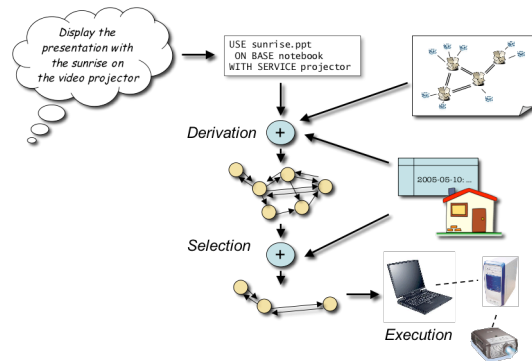 Display the
presentation with
the sunrise on
the video projector
USE sunrise.ppt
ON BASE notebook
WITH SERVICE projector
Derivation
+
2005-05-10: ...
Selection
+
Execution